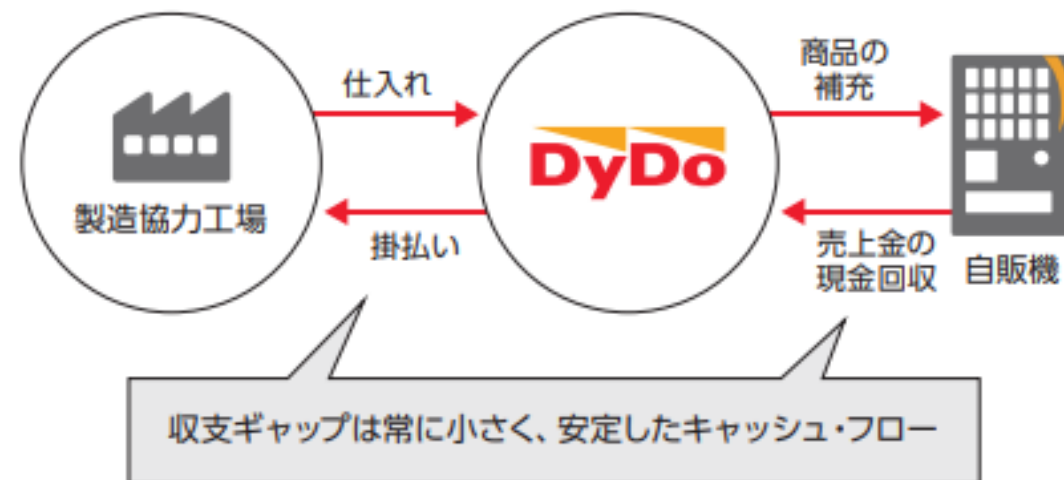 仕入れ
商品の
補充
DyDo
製造協力工場
掛払い
売上金の
現金回収
自販機
収支ギャップは常に小さく、安定したキャッシュ・フロー